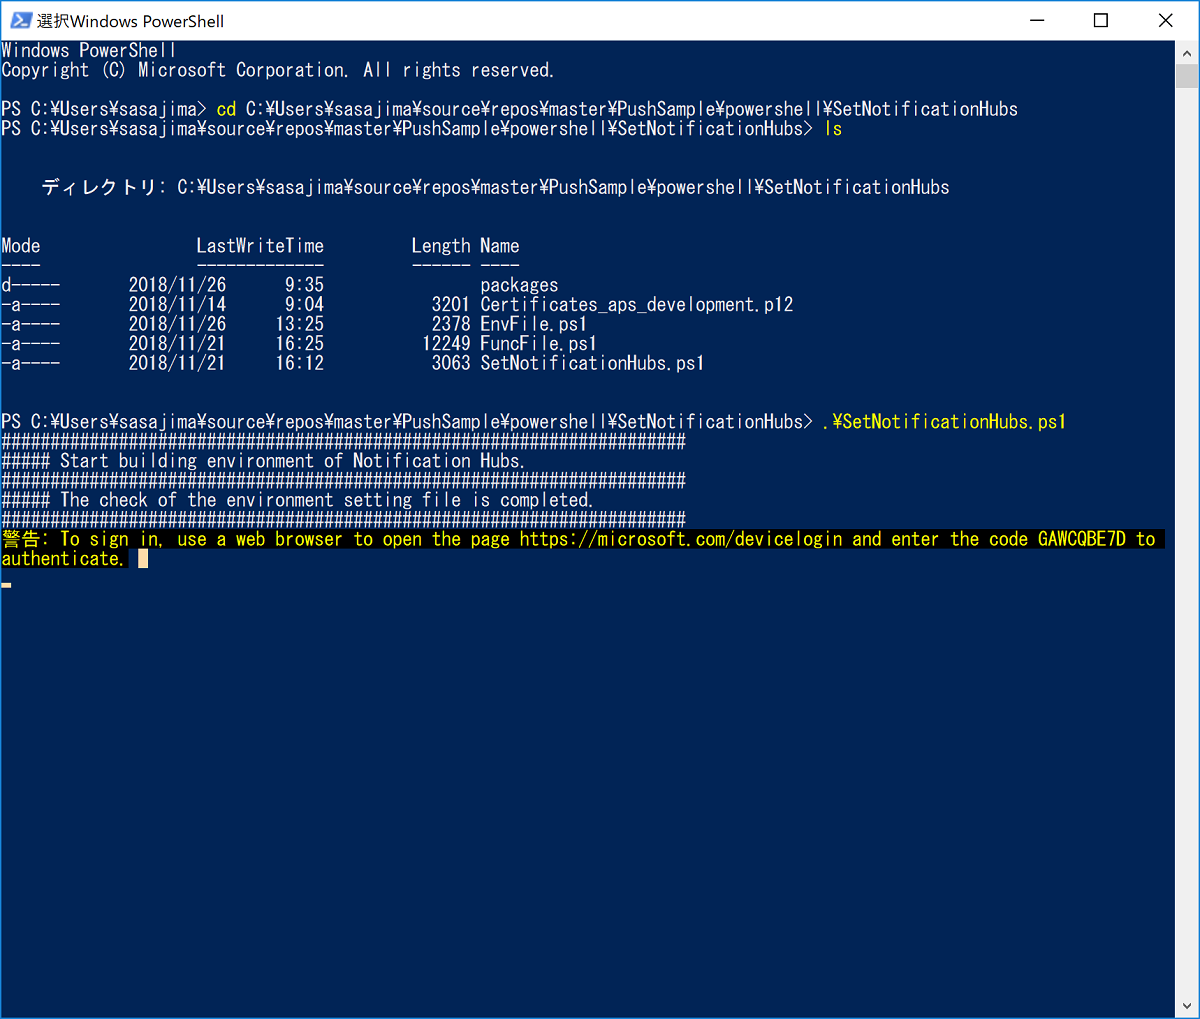 選択Windows PowerShell
Windows PowerShell
Copyright (C) Microsoft Corporation. All rights reserved.
PS C:¥Users¥sasajima> cd C:¥Users¥sasajima¥source¥repos¥master¥PushSample¥powershell¥SetNotificationHubs
PS C:¥Users¥sasajima¥source¥repos¥master¥PushSample¥powershell¥SetNotificationHubs> ls
ディレクトリ: C:¥Users¥sasajima¥source¥repos¥master¥PushSample¥powershell¥SetNotificationHubs
Mode                LastWriteTime         Length Name
----                -------------         ------ ----
d-----       2018/11/26      9:35                packages
-a----       2018/11/14      9:04           3201 Certificates_aps_development.p12
-a----       2018/11/26     13:25           2378 EnvFile.ps1
-a----       2018/11/21     16:25          12249 FuncFile.ps1
-a----       2018/11/21     16:12           3063 SetNotificationHubs.ps1
PS C:¥Users¥sasajima¥source¥repos¥master¥PushSample¥powershell¥SetNotificationHubs> .¥SetNotificationHubs.ps1
######################################################################
##### Start building environment of Notification Hubs.
######################################################################
##### The check of the environment setting file is completed.
######################################################################
警告: To sign in, use a web browser to open the page https://microsoft.com/devicelogin and enter the code GAWCQBE7D to
authenticate.